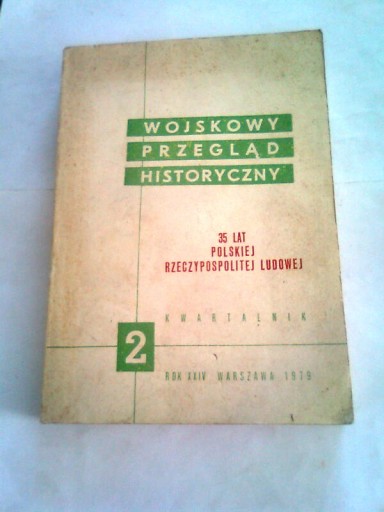 WOJSKOWY
PRZEGLĄD
HISTORYCZNY
35 LAT
POLSKIEJ
RZECZYPOSPOLITEJ LUDOWEJ
KWARTALNIK
2
ROK XXIV WARSZAWA 1979